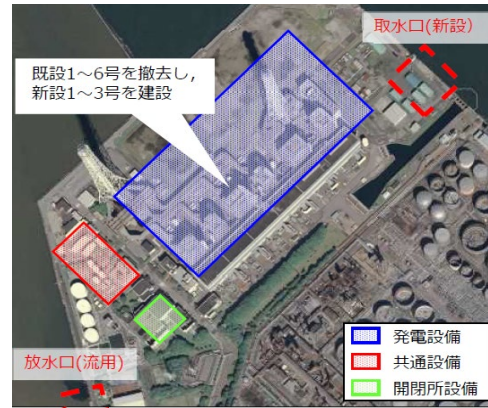 取水口(新設)
既設1~6号を撤去し,
新設1~3号を建設
放水口(流用)
発電設備
共通設備
開閉所設備